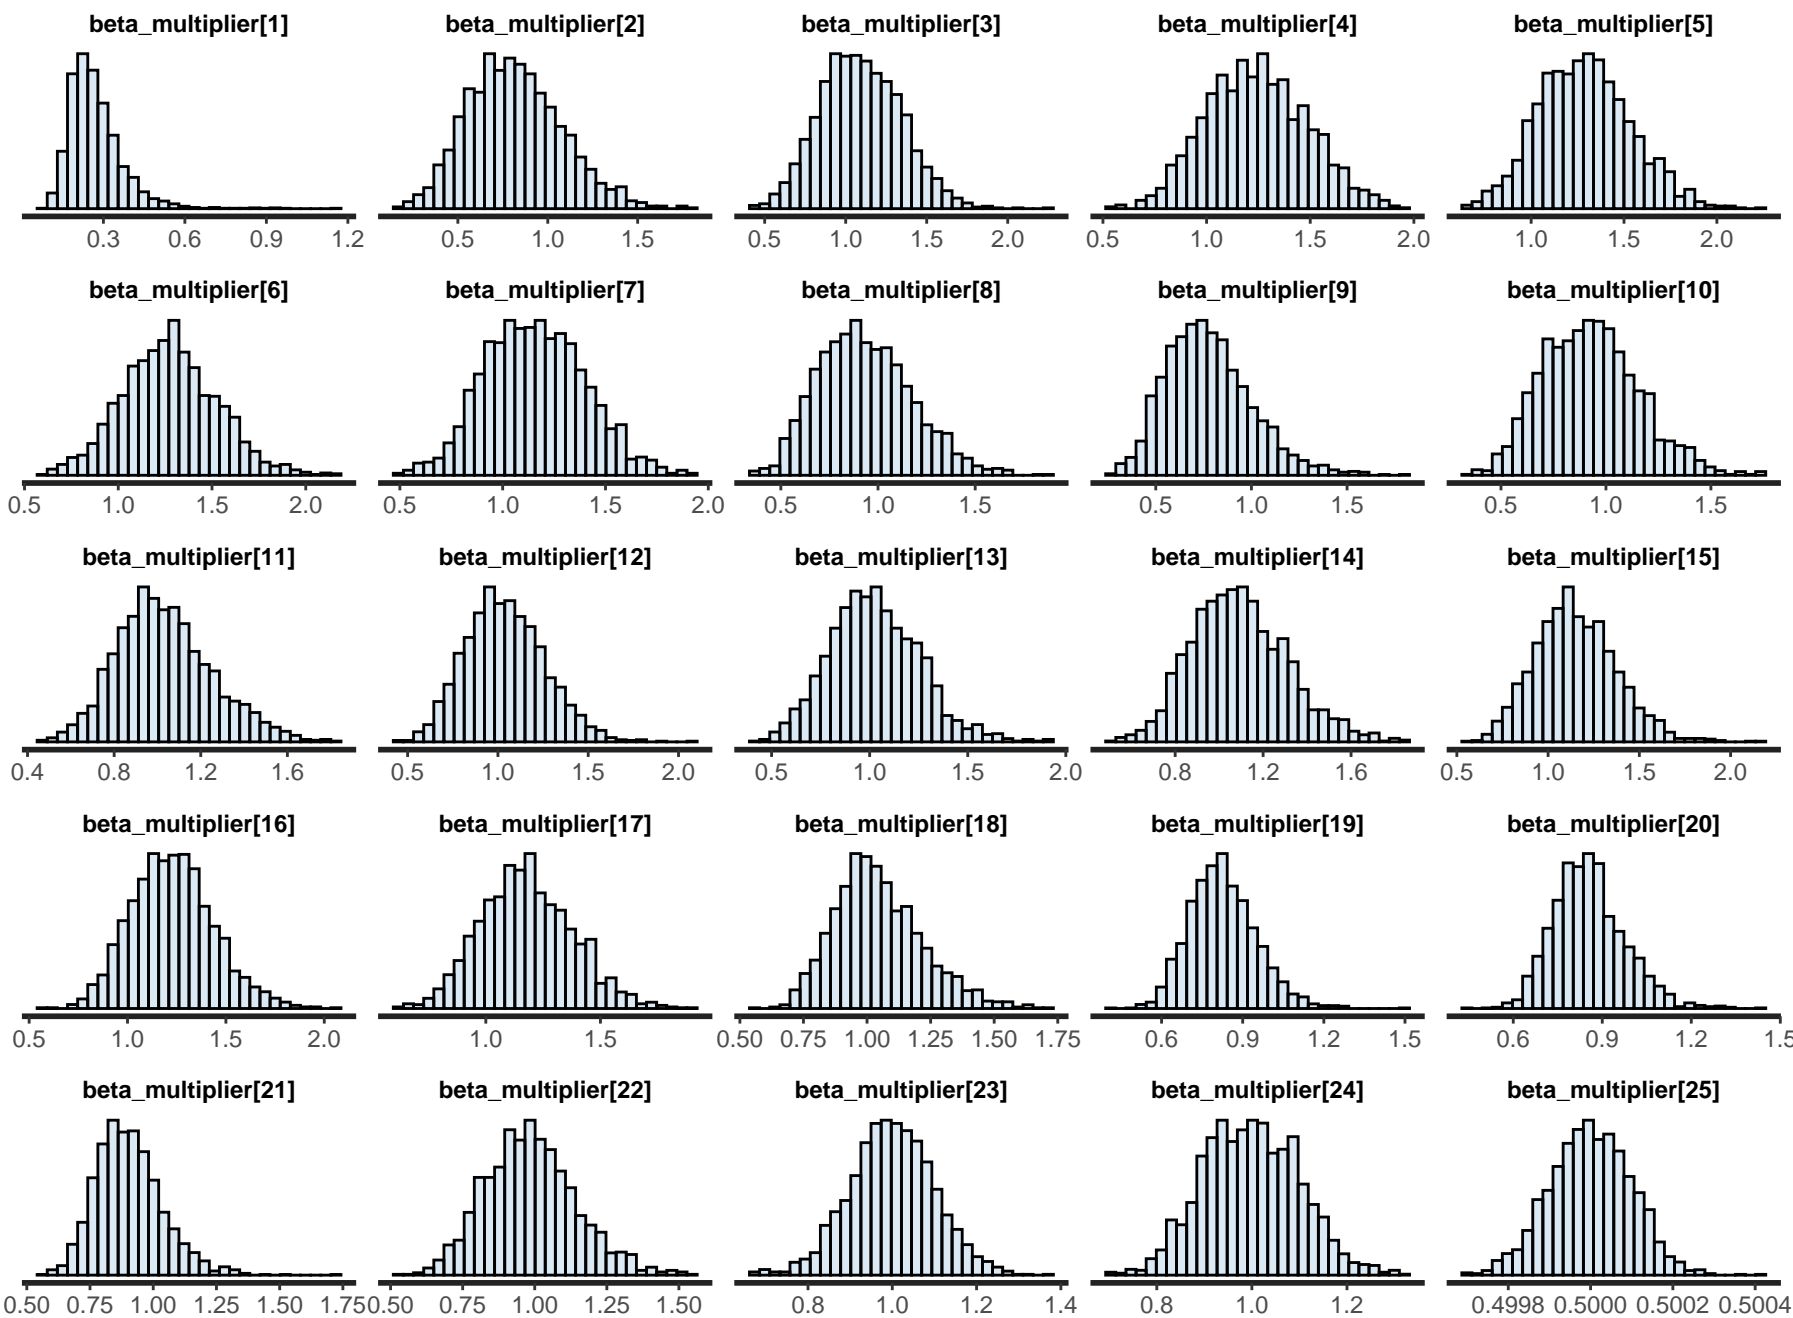 beta_multiplier[1] beta_multiplier[2] beta_multiplier[3] beta_multiplier[4] beta_multiplier[5]
0.3 0.6 0.9 1.2 0.5 1.0 1.5 0.5 1.0 1.5 2.0 0.5 1.0 1.5 2.0 1.0 1.5 2.0
beta_multiplier[6] beta_multiplier[7] beta_multiplier[8] beta_multiplier[9] beta_multiplier[10]
0.5 1.0 1.5 2.0 0.5 1.0 1.5 2.0 0.5 1.0 1.5 0.5 1.0 1.5 0.5 1.0 1.5
beta_multiplier[11] beta_multiplier[12] beta_multiplier[13] beta_multiplier[14] beta_multiplier[15]
0.4 0.8 1.2 1.6 0.5 1.0 1.5 2.0 0.5 1.0 1.5 2.0 0.8 1.2 1.6 0.5 1.0 1.5 2.0
beta_multiplier[16] beta_multiplier[17] beta_multiplier[18] beta_multiplier[19] beta_multiplier[20]
0.5 1.0 1.5 2.0 1.0 1.5 0.50 0.75 1.00 1.25 1.50 1.75 0.6 0.9 1.2 1.5 0.6 0.9 1.2 1.5
beta_multiplier[21] beta_multiplier[22] beta_multiplier[23] beta_multiplier[24] beta_multiplier[25]
0.50 0.75 1.00 1.25 1.50 1.75 0.50 0.75 1.00 1.25 1.50 0.8 1.0 1.2 1.4 0.8 1.0 1.2 0.4998 0.5000 0.5002 0.5004